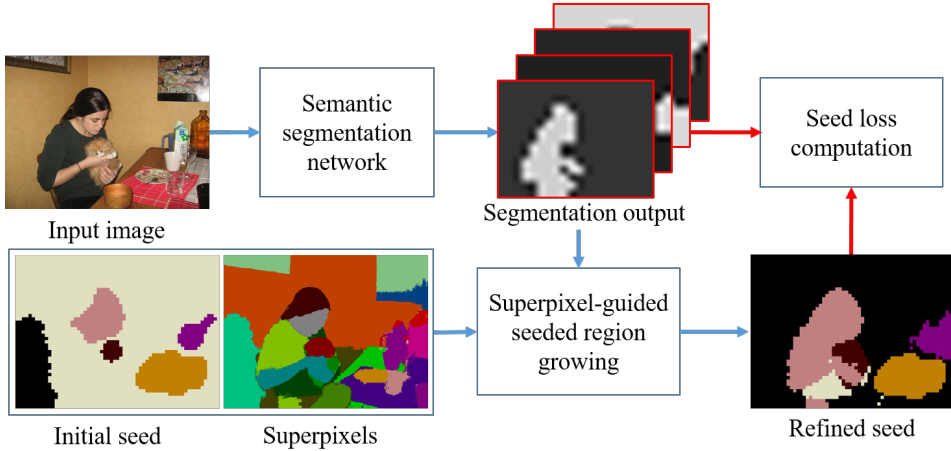 Semantic
segmentation
network
Seed loss
computation
Input image
Segmentation output
Superpixel-guided
seeded region
growing
Initial seed
Superpixels
Refined seed